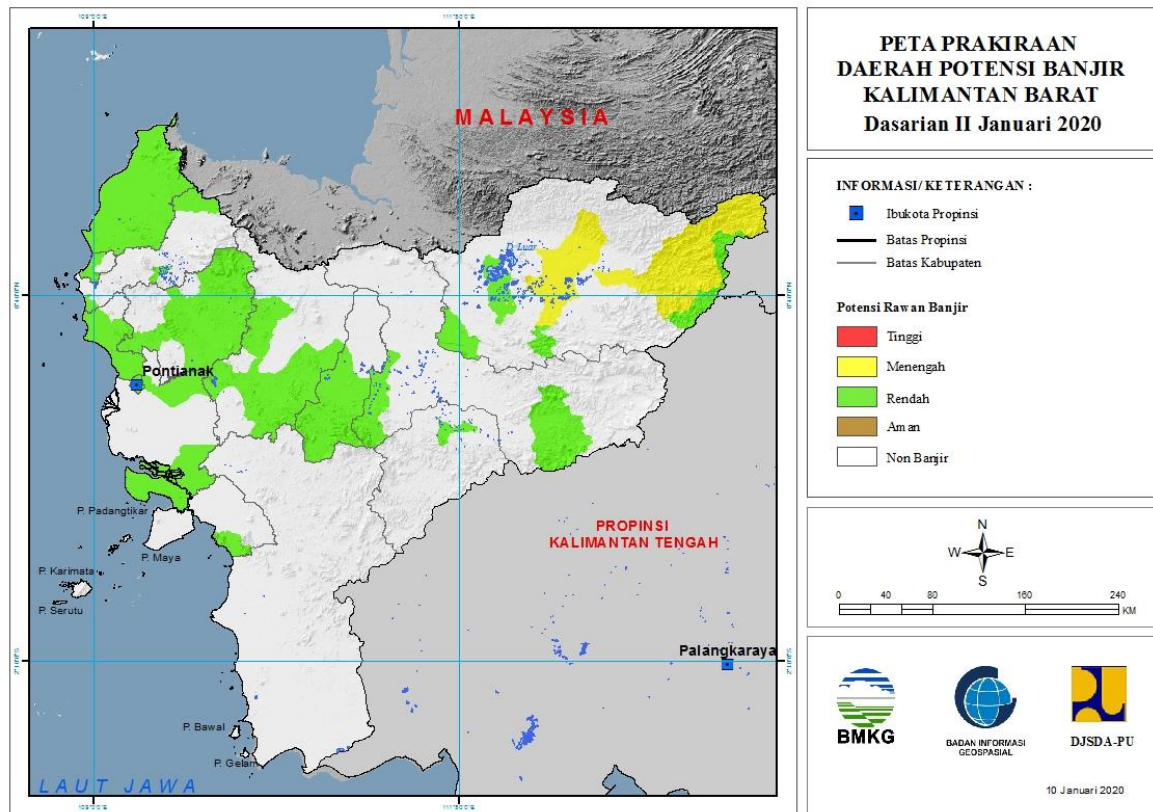 PETA PRAKIRAAN
DAERAH POTENSI BANJIR
KALIMANTAN BARAT
Dasarian II Januari 2020
INFORMASI/KETERANGAN :
Ibukota Propinsi
Batas Propinsi
Batas Kabupaten
Potensi Rawan Banjir
Tinggi
Menengah
Rendah
Aman
Non Banjir
N
W E
S
0 40 80 160 240
KM
BMKG
BADAN INFORMASI
GEOSPASIAL
DJSDA-PU
10 Januari 2020
MALAYSIA
D. Luar
Pontianak
P. Padangtikar
P. Maya
P. Karimata
P. Serutu
PROPINSI
KALIMANTAN TENGAH
Palangkaraya
P. Bawal
P. Gelam
LAUT JAWA